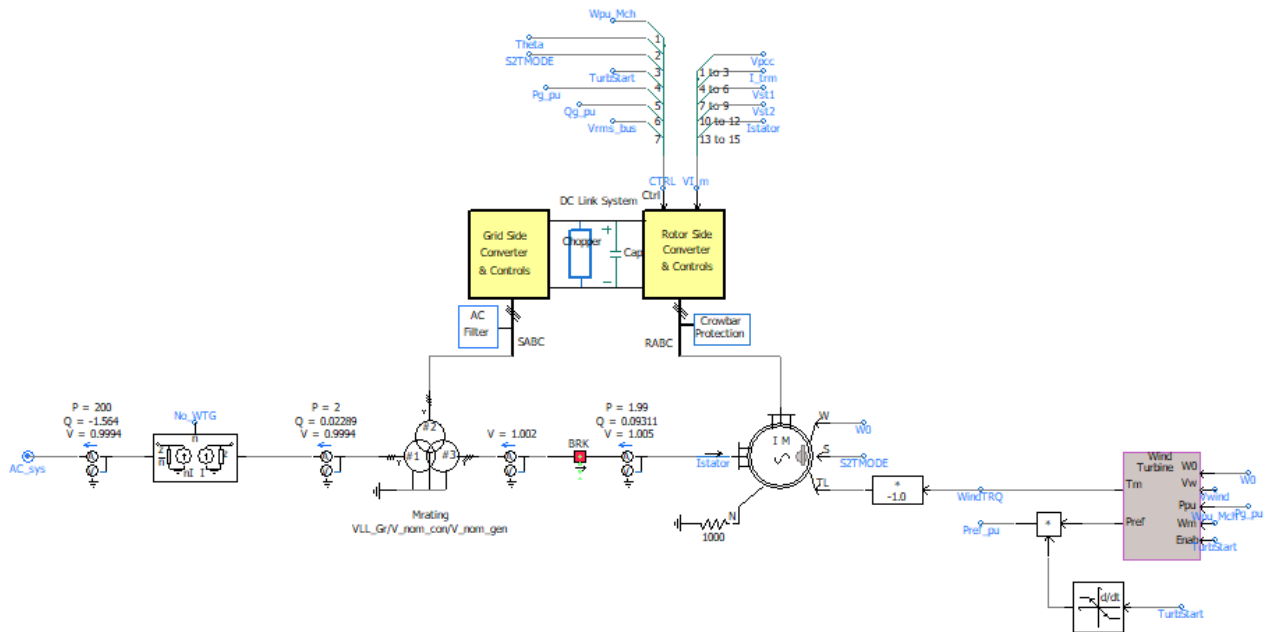 Wpu_Mch
1
Theta
2
S2TMODE
3
TurbStart
4
Pg_pu
5
Qg_pu
6
Vrms_bus
7
Vpcc
1 to 3
I_trm
4 to 6
Vst1
7 to 9
Vst2
10 to 12
Istator
13 to 15
CTRL
VI_m
Ctrl
DC Link System
Grid Side
Converter
& Controls
Chopper
+
Cap
Rotor Side
Converter
& Controls
AC
Filter
SABC
Crowbar
Protection
RABC
P = 200
Q = -1.564
V = 0.9994
No_WTG
P = 2
Q = 0.02289
V = 0.9994
#2
#1
#3
V = 1.002
BRK
P = 1.99
Q = 0.09311
V = 1.005
I M
W
W0
S
S2TMODE
TL
*
-1.0
WindTRQ
N
1000
AC_sys
n
nI
I
Istator
Mrating
VLL_Gr/V_nom_con/V_nom_gen
Wind
Turbine
W0
W0
Tm
Vw
Vwind
Ppu
Pg_pu
Pref
Wm
Wpu_Mch
Enab
TurbStart
Pref_pu
*
d/dt
TurbStart